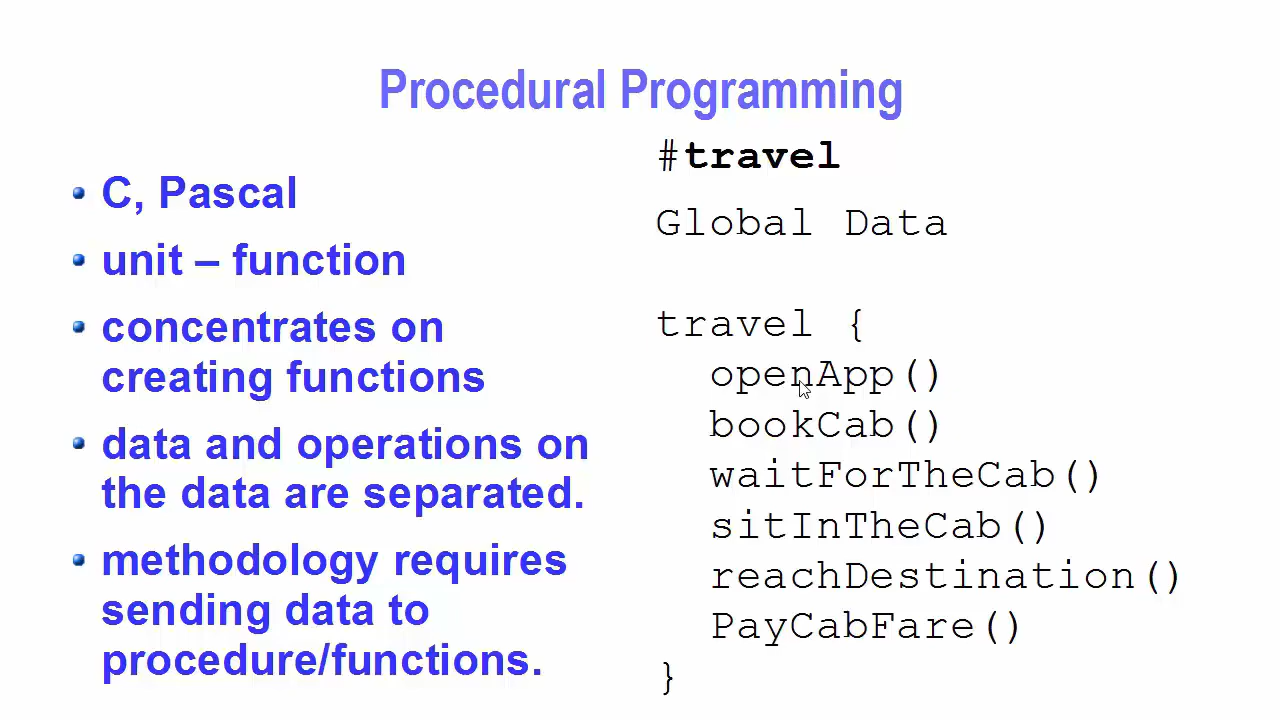 Procedural Programming
C, Pascal
unit – function
concentrates on
creating functions
data and operations on
the data are separated.
methodology requires
sending data to
procedure/functions.
#travel
Global Data
travel {
openApp()
bookCab()
waitForTheCab()
sitInTheCab()
reachDestination()
PayCabFare()
}